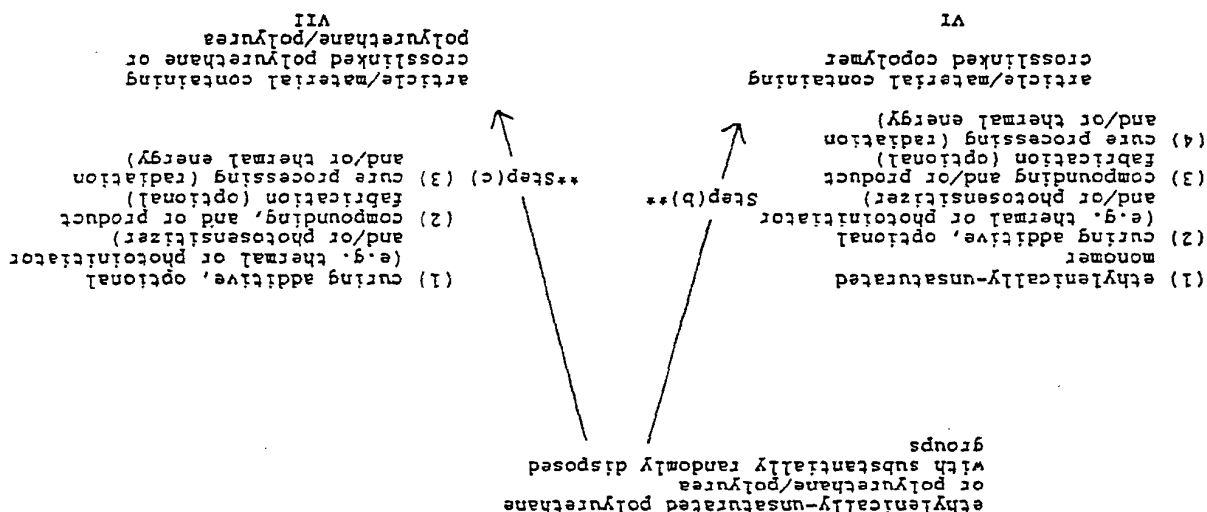 ethylenically-unsaturated polyurethane
or polyurethane/polyurea
with substantially randomly disposed
groups
(1) ethylenically-unsaturated
monomer
(2) curing additive, optional
(e.g. thermal or photoinitiator
and/or photosensitizer)
(3) compounding and/or product
fabrication (optional)
(4) cure processing (radiation
and/or thermal energy)
Step(b)**
**Step(c)
(1) curing additive, optional
(e.g. thermal or photoinitiator
and/or photosensitizer)
(2) compounding, and or product
fabrication (optional)
(3) cure processing (radiation
and/or thermal energy)
article/material containing
crosslinked copolymer
VI
article/material containing
crosslinked polyurethane or
polyurethane/polyurea
VII